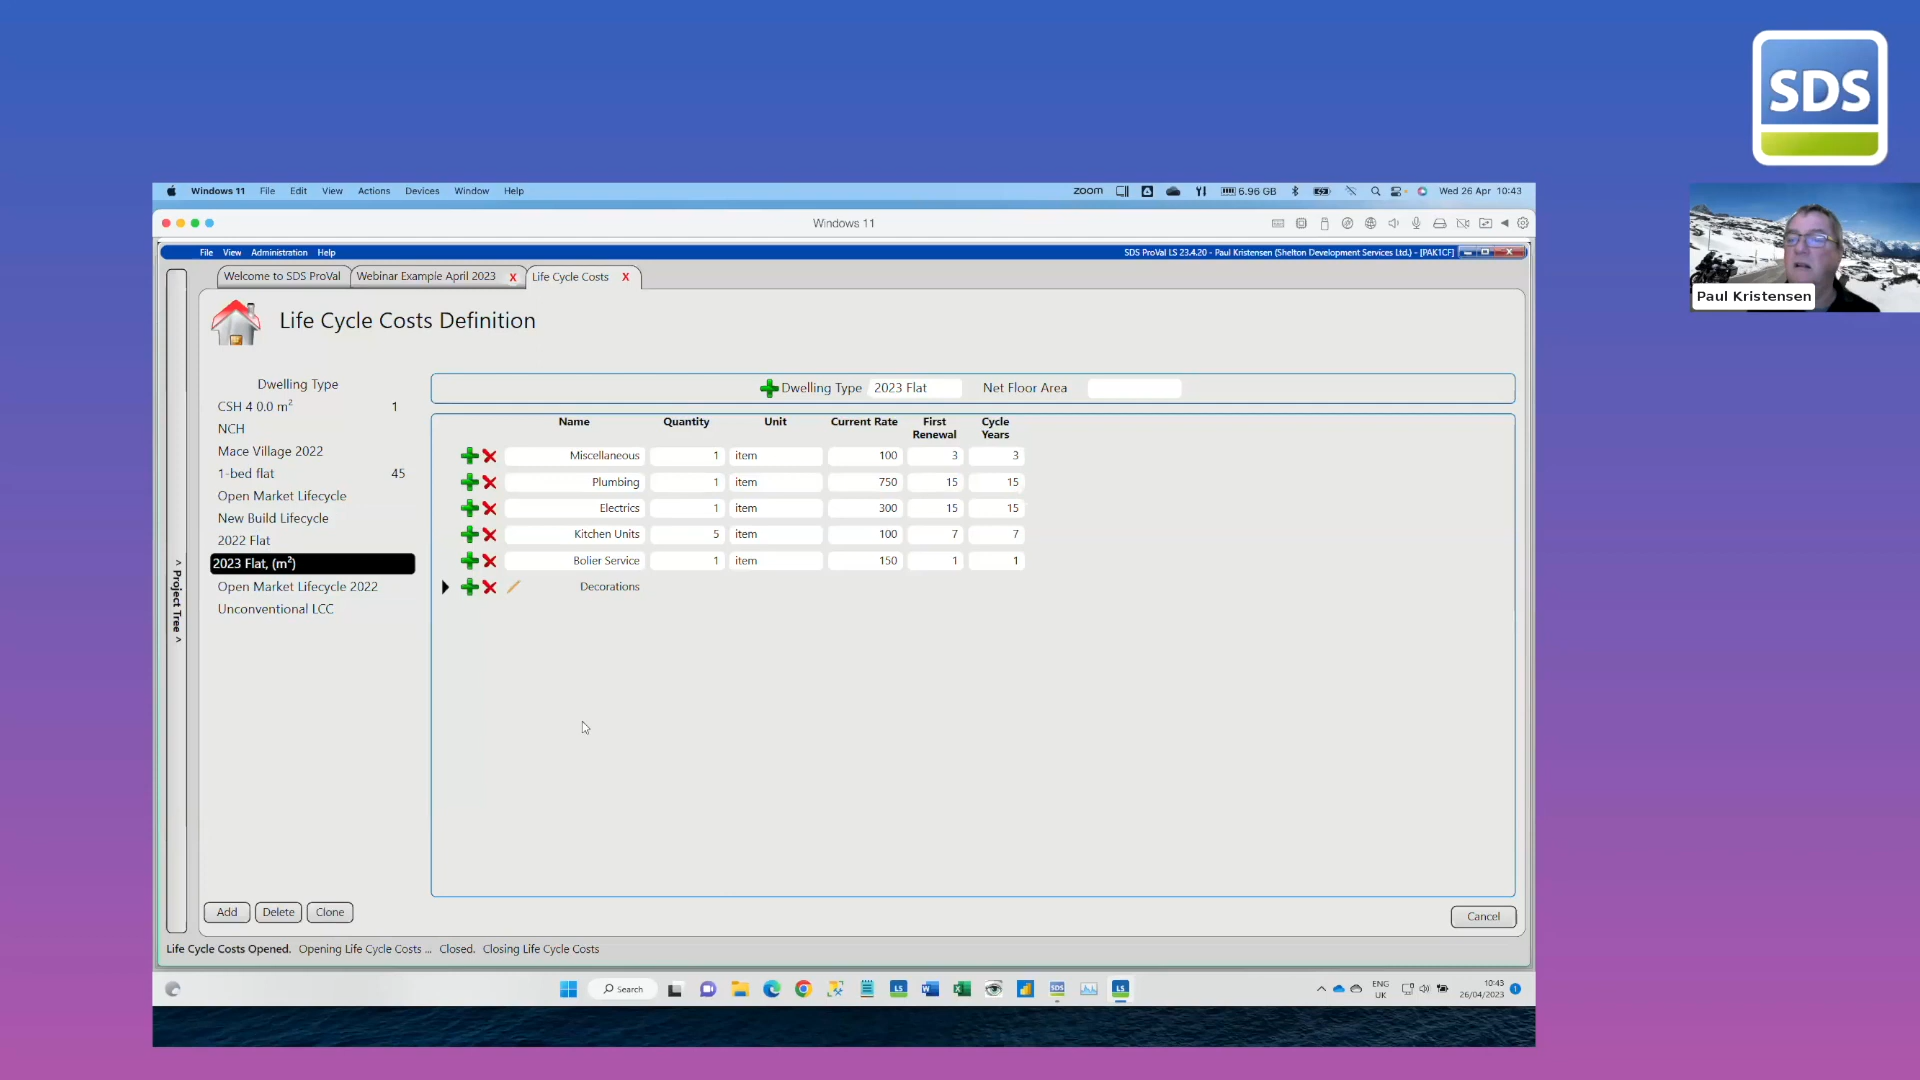 SDS
Windows 11 File Edit View Actions Devices Window Help
zoom 6.96 GB Wed 26 Apr 10:43
Windows 11
File View Administration Help
SDS ProVal LS 23.4.20 - Paul Kristensen (Shelton Development Services Ltd.) - [PAK1CF]
Welcome to SDS ProVal Webinar Example April 2023 X Life Cycle Costs X
Paul Kristensen
Life Cycle Costs Definition
Dwelling Type
CSH 4 0.0 m² 1
NCH
Mace Village 2022
1-bed flat 45
Open Market Lifecycle
New Build Lifecycle
2022 Flat
2023 Flat, (m²)
Open Market Lifecycle 2022
Unconventional LCC
^ Project Tree ^
Dwelling Type 2023 Flat Net Floor Area
Name Quantity Unit Current Rate First Renewal Cycle Years
Miscellaneous 1 item 100 3 3
Plumbing 1 item 750 15 15
Electrics 1 item 300 15 15
Kitchen Units 5 item 100 7 7
Bolier Service 1 item 150 1 1
Decorations
Add Delete Clone
Cancel
Life Cycle Costs Opened. Opening Life Cycle Costs ... Closed. Closing Life Cycle Costs
Search
LS
SDS
LS
ENG
UK
10:43
26/04/2023
1